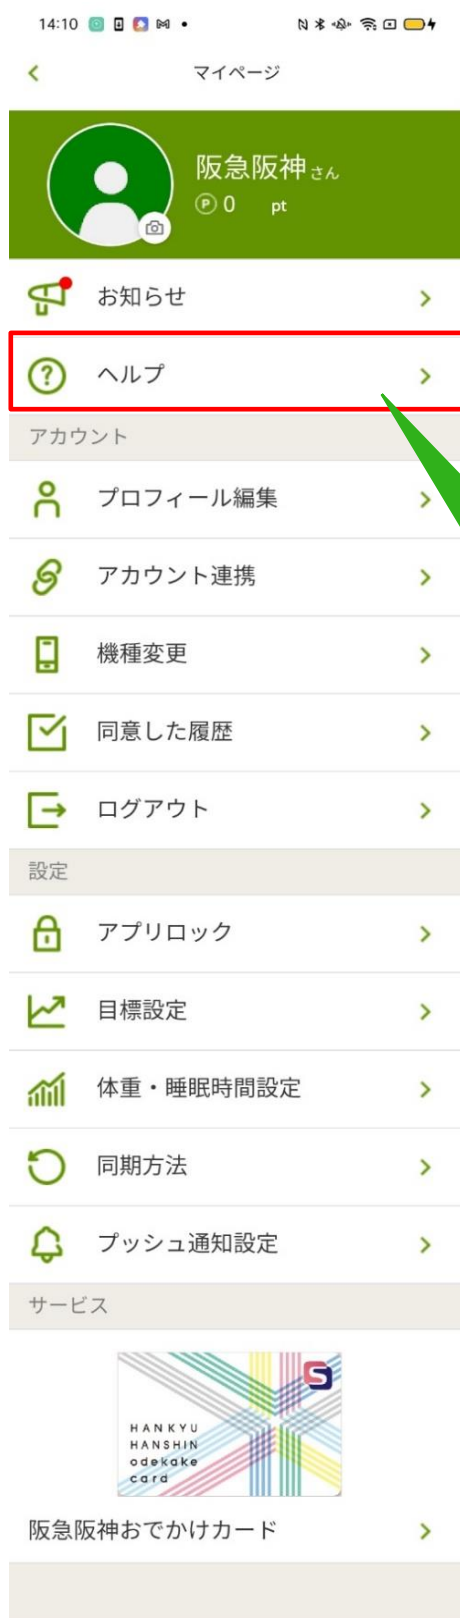 14:10
マイページ
阪急阪神さん
P 0 pt
お知らせ
ヘルプ
アカウント
プロフィール編集
アカウント連携
機種変更
同意した履歴
ログアウト
設定
アプリロック
目標設定
体重・睡眠時間設定
同期方法
プッシュ通知設定
サービス
HANKYU
HANSHIN
odekake
card
阪急阪神おでかけカード